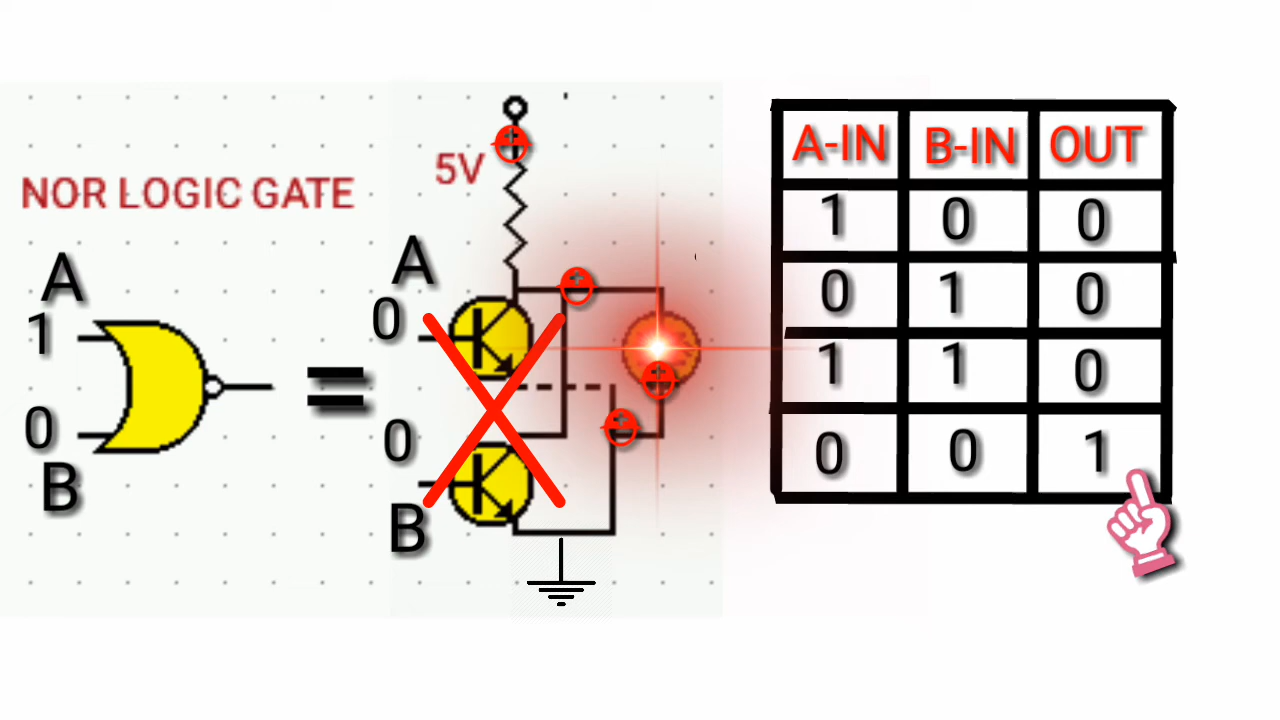 NOR LOGIC GATE
A
1
0
B
=
5V
A
0
0
B
A-IN B-IN OUT
1 0 0
0 1 0
1 1 0
0 0 1